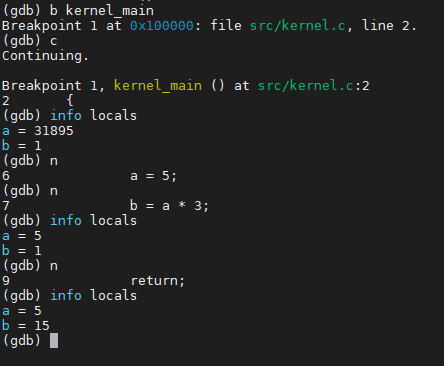 (gdb) b kernel_main
Breakpoint 1 at 0x100000: file src/kernel.c, line 2.
(gdb) c
Continuing.

Breakpoint 1, kernel_main () at src/kernel.c:2
2       {
(gdb) info locals
a = 31895
b = 1
(gdb) n
6               a = 5;
(gdb) n
7               b = a * 3;
(gdb) info locals
a = 5
b = 1
(gdb) n
9               return;
(gdb) info locals
a = 5
b = 15
(gdb)